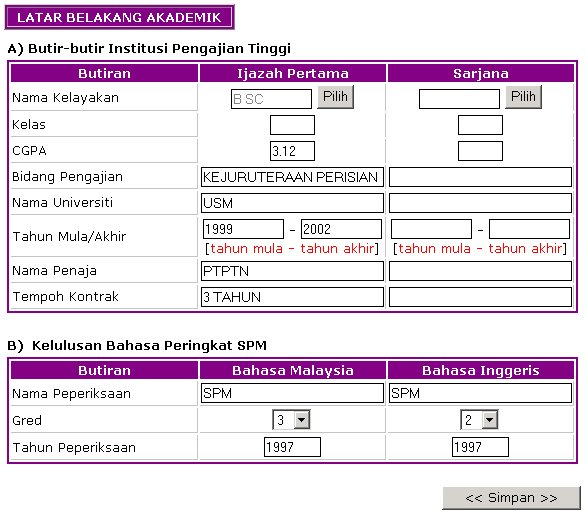 LATAR BELAKANG AKADEMIK
A) Butir-butir Institusi Pengajian Tinggi
Butiran Ijazah Pertama Sarjana
Nama Kelayakan B SC Pilih Pilih
Kelas
CGPA 3.12
Bidang Pengajian KEJURUTERAAN PERISIAN
Nama Universiti USM
Tahun Mula/Akhir 1999 - 2002 -
[tahun mula - tahun akhir] [tahun mula - tahun akhir]
Nama Penaja PTPTN
Tempoh Kontrak 3 TAHUN
B) Kelulusan Bahasa Peringkat SPM
Butiran Bahasa Malaysia Bahasa Inggeris
Nama Peperiksaan SPM SPM
Gred 3 2
Tahun Peperiksaan 1997 1997
<< Simpan >>